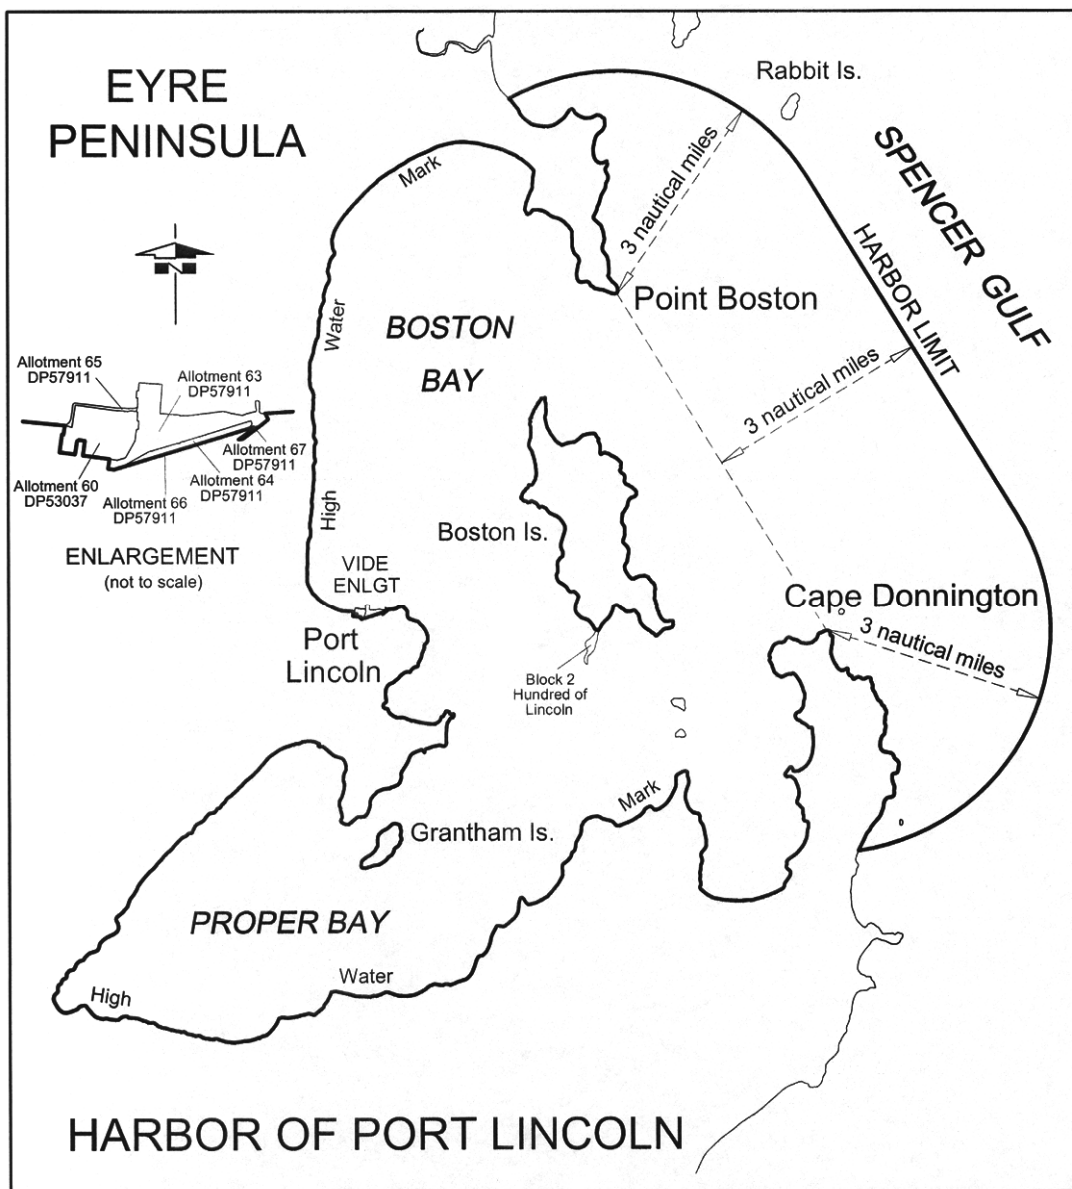 EYRE
PENINSULA
Rabbit Is.
SPENCER GULF
Mark
3 nautical miles
HARBOR LIMIT
Point Boston
N
Water
BOSTON
BAY
3 nautical miles
Allotment 65
DP57911
Allotment 63
DP57911
Allotment 67
DP57911
Allotment 64
DP57911
Allotment 60
DP53037
Allotment 66
DP57911
ENLARGEMENT
(not to scale)
High
Boston Is.
VIDE
ENLGT
Cape Donnington
3 nautical miles
Port
Lincoln
Block 2
Hundred of
Lincoln
Mark
Grantham Is.
PROPER BAY
Water
High
HARBOR OF PORT LINCOLN